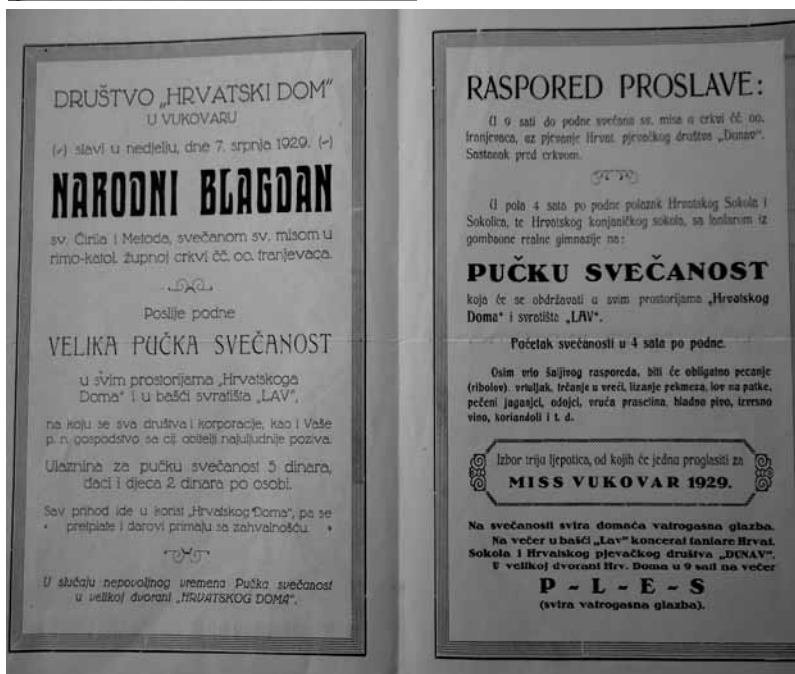 DRUŠTVO „HRVATSKI DOM“
U VUKOVARU
(-) slavi u nedjelju, dne 7. srpnja 1929. (-)
NARODNI BLAGDAN
sv. Ćirila i Metoda, svečanom sv. misom u
rimo-katol. župnoj crkvi čč. oo. franjevaca.
Poslije podne
VELIKA PUČKA SVEČANOST
u svim prostorijama „Hrvatskoga
Doma“ i u bašči svratišta „LAV“,
na koju se sva društva i korporacije, kao i Vaše
p. n. gospodstvo sa cij. obitelji najuljudnije poziva.
Ulaznina za pučku svečanost 5 dinara,
đaci i djeca 2 dinara po osobi.
Sav prihod ide u korist „Hrvatskog Doma“, pa se
pretplate i darovi primaju sa zahvalnošću.
U slučaju nepovoljnog vremena Pučka svečanost
u velikoj dvorani „HRVATSKOG DOMA“.
RASPORED PROSLAVE:
U 9 sati do podne svečana sv. misa u crkvi čč. oo.
franjevaca, uz pjevanje Hrvat. pjevačkog društva „Dunav“.
Sastanak pred crkvom.
U pola 4 sata po podne polazak Hrvatskog Sokola i
Sokolica, te Hrvatskog konjaničkog sokola, sa fanfarom iz
gombaone realne gimnazije na:
PUČKU SVEČANOST
koja će se obdržavati u svim prostorijama „Hrvatskog
Doma“ i svratišta „LAV“.
Početak svečanosti u 4 sata po podne.
Osim vrlo šaljivog rasporeda, biti će obligatno pecanje
(ribolov), vrtuljak, trčanje u vreći, lizanje pekmeza, lov na patke,
pečeni jaganjci, odojci, vruća prasetina, hladno pivo, izvrsno
vino, koriandoli i t. d.
Izbor triju ljepotica, od kojih će jednu proglasiti za
MISS VUKOVAR 1929.
Na svečanosti svira domaća vatrogasna glazba.
Na večer u bašči „Lav“ koncerat fanfare Hrvat.
Sokola i Hrvatskog pjevačkog društva „DUNAV“.
U velikoj dvorani Hrv. Doma u 9 sati na večer
P - L - E - S
(svira vatrogasna glazba).